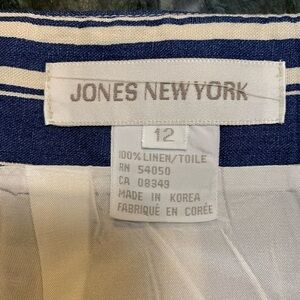 JONES NEW YORK
12
100% LINEN/TOILE
RN 54050
CA 08349
MADE IN KOREA
FABRIQUÉ EN CORÉE